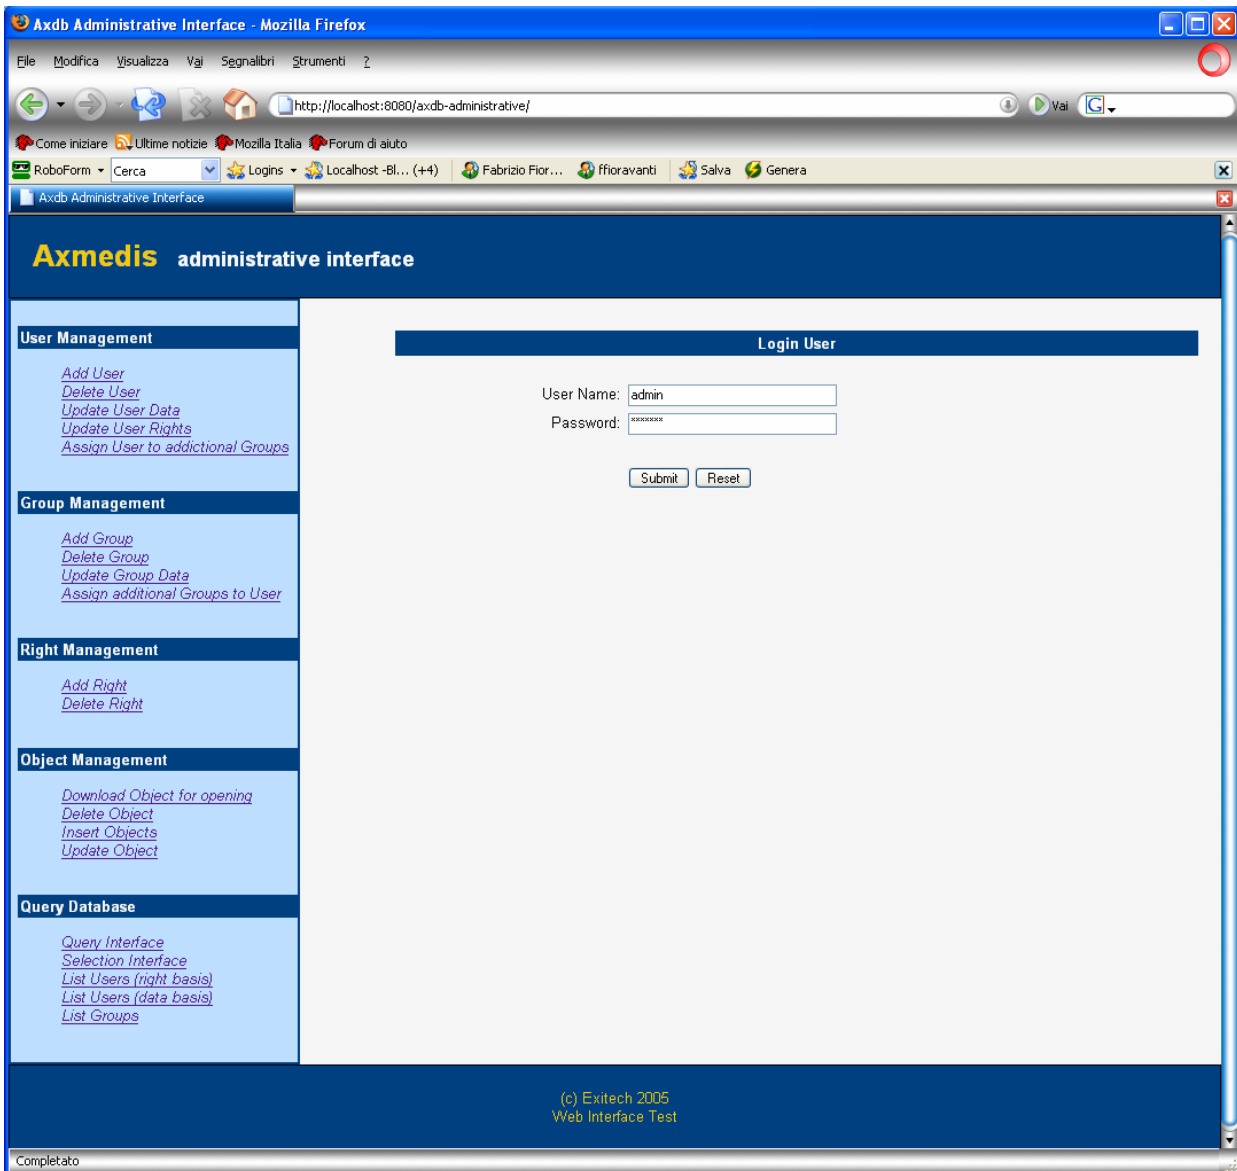 Axdb Administrative Interface - Mozilla Firefox
File Modifica Visualizza Vai Segnalibri Strumenti ?
http://localhost:8080/axdb-administrative/ Vai G
Come iniziare Ultime notizie Mozilla Italia Forum di aiuto
RoboForm Cerca Logins Localhost -Bl... (+4) Fabrizio Fior... ffioravanti Salva Genera
Axdb Administrative Interface
Axmedis administrative interface
User Management
Add User
Delete User
Update User Data
Update User Rights
Assign User to addictional Groups
Group Management
Add Group
Delete Group
Update Group Data
Assign additional Groups to User
Right Management
Add Right
Delete Right
Object Management
Download Object for opening
Delete Object
Insert Objects
Update Object
Query Database
Query Interface
Selection Interface
List Users (right basis)
List Users (data basis)
List Groups
Login User
User Name: admin
Password: *******
Submit Reset
(c) Exitech 2005
Web Interface Test
Completato